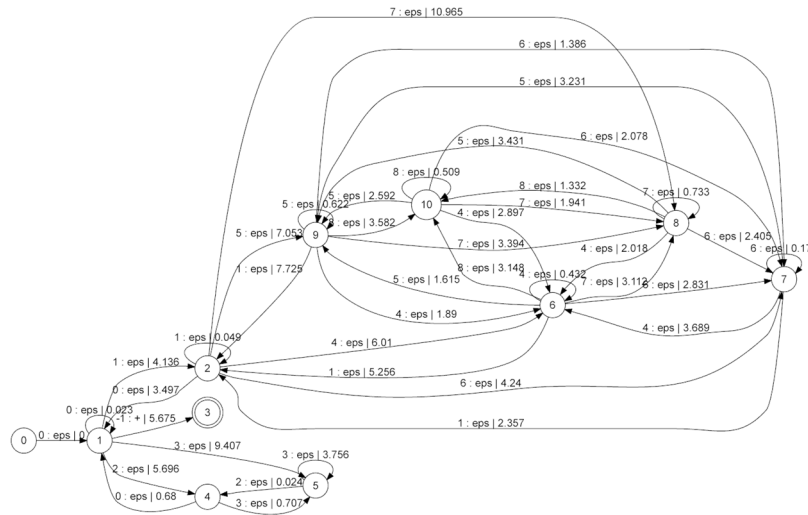 7 : eps | 10.965
6 : eps | 1.386
5 : eps | 3.231
6 : eps | 2.078
5 : eps | 3.431
8 : eps | 0.509
8 : eps | 1.332
7 : eps | 0.733
5 : eps | 2.592
5 : eps | 0.622
10
7 : eps | 1.941
4 : eps | 2.897
8 : eps | 3.582
8
9
5 : eps | 7.053
7 : eps | 3.394
4 : eps | 2.018
6 : eps | 2.405
6 : eps | 0.17
1 : eps | 7.725
8 : eps | 3.148
4 : eps | 0.432
5 : eps | 1.615
7 : eps | 3.112
6 : eps | 2.831
7
6
4 : eps | 1.89
4 : eps | 3.689
1 : eps | 0.049
4 : eps | 6.01
1 : eps | 4.136
2
1 : eps | 5.256
0 : eps | 3.497
6 : eps | 4.24
0 : eps | 0.023
-1 : + | 5.675
3
1 : eps | 2.357
0
0 : eps | 0
1
3 : eps | 9.407
3 : eps | 3.756
2 : eps | 5.696
2 : eps | 0.024
5
0 : eps | 0.68
4
3 : eps | 0.707